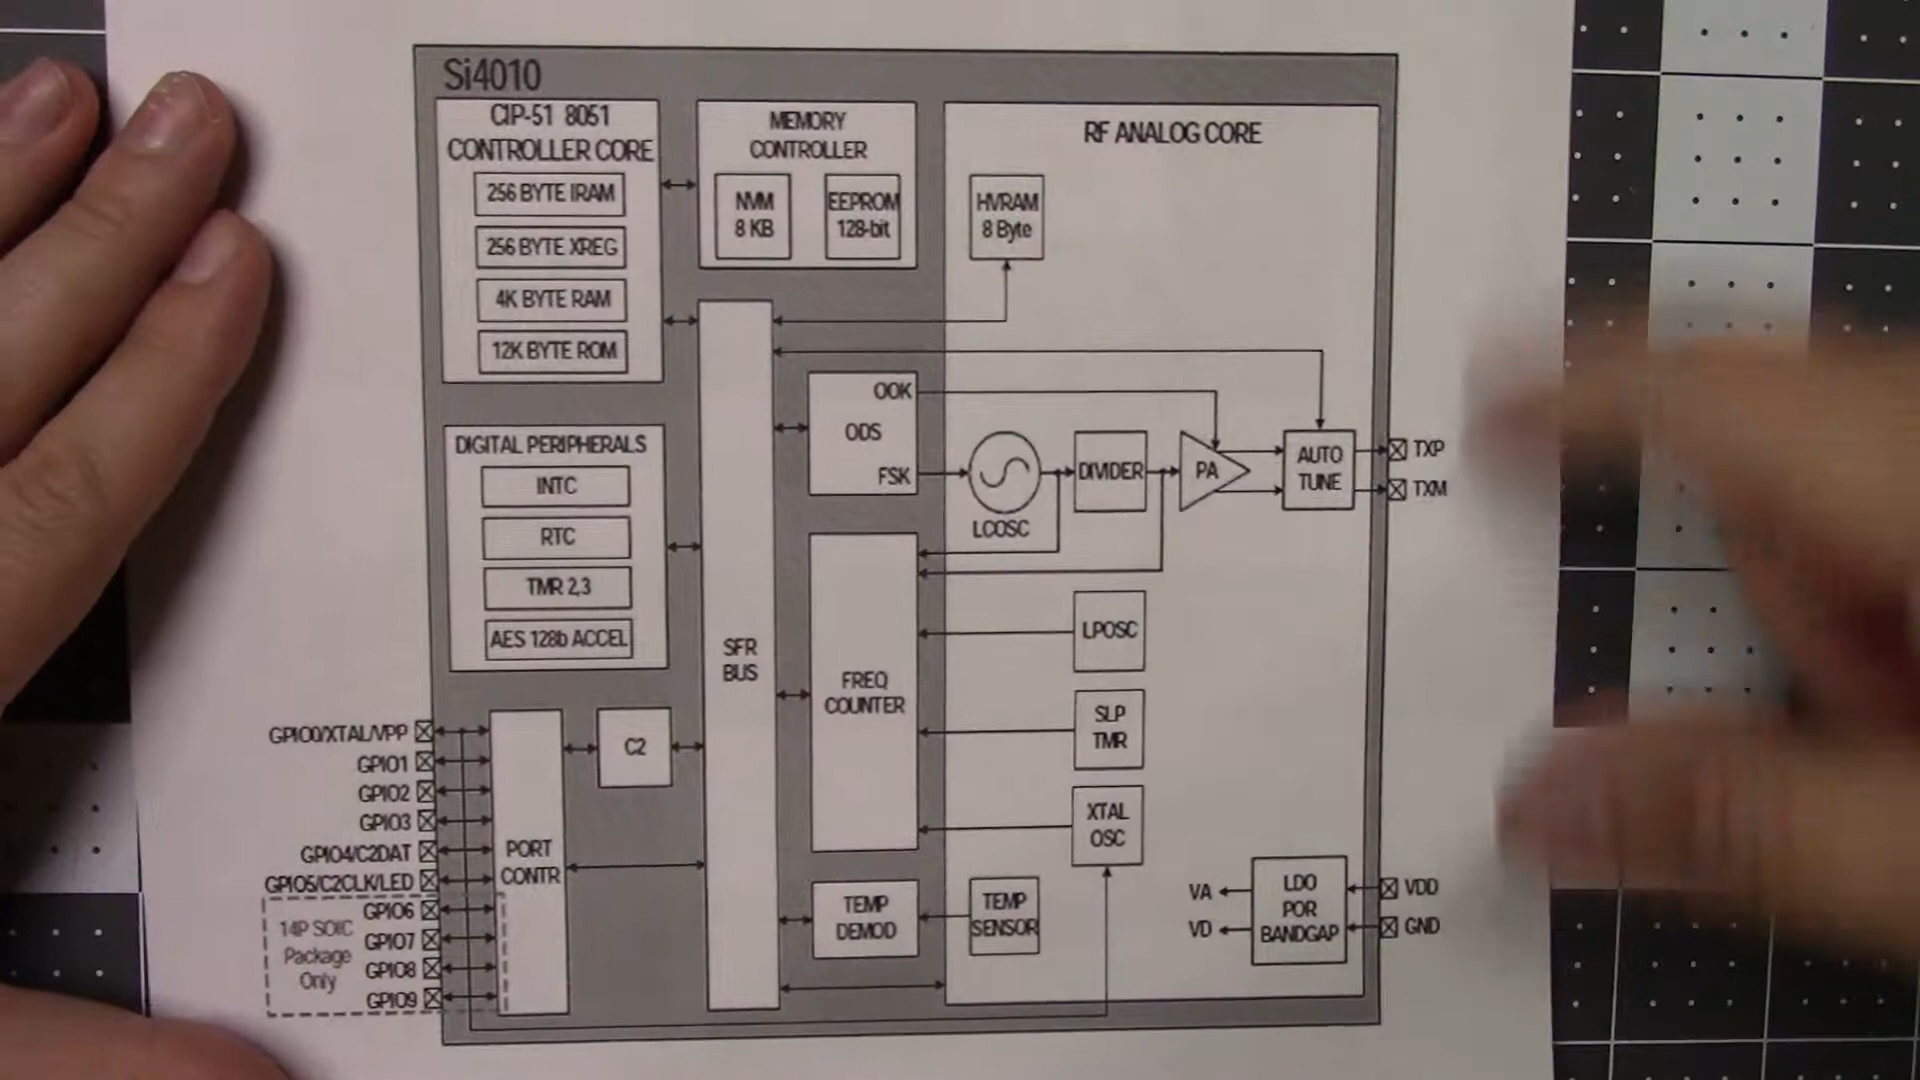 Si4010
CIP-51 8051
CONTROLLER CORE
256 BYTE IRAM
256 BYTE XREG
4K BYTE RAM
12K BYTE ROM
MEMORY
CONTROLLER
NVM
8 KB
EEPROM
128-bit
RF ANALOG CORE
HVRAM
8 Byte
DIGITAL PERIPHERALS
INTC
RTC
TMR 2,3
AES 128b ACCEL
SFR
BUS
OOK
ODS
FSK
LCOSC
DIVIDER
PA
AUTO
TUNE
TXP
TXM
FREQ
COUNTER
LPOSC
SLP
TMR
XTAL
OSC
C2
PORT
CONTR
GPIO0/XTAL/VPP
GPIO1
GPIO2
GPIO3
GPIO4/C2DAT
GPIO5/C2CLK/LED
GPIO6
GPIO7
GPIO8
GPIO9
14P SOIC
Package
Only
TEMP
DEMOD
TEMP
SENSOR
VA
VD
LDO
POR
BANDGAP
VDD
GND